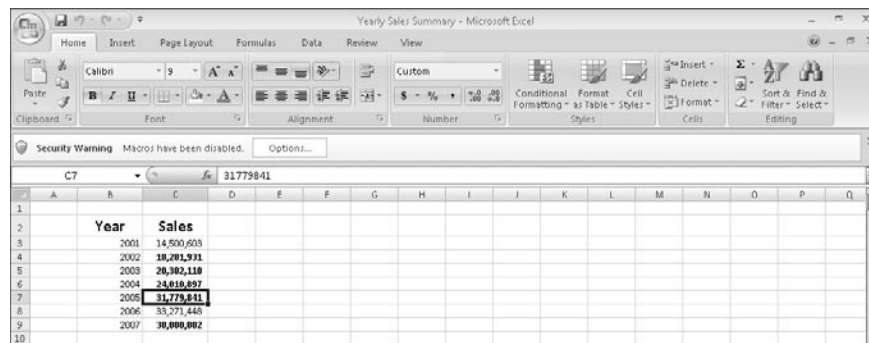 Yearly Sales Summary - Microsoft Excel
Home Insert Page Layout Formulas Data Review View
Paste
Calibri 9 A A
B I U A
Custom
$ % ,
Conditional Formatting
Format as Table
Cell Styles
Insert
Delete
Format
Σ
Sort & Filter
Find & Select
Clipboard Font Alignment Number Styles Cells Editing
Security Warning Macros have been disabled. Options...
C7 fx 31779841
A B C D E F G H I J K L M N O P Q
1
2 Year Sales
3 2001 14,500,603
4 2002 18,281,931
5 2003 20,302,110
6 2004 24,010,897
7 2005 31,779,841
8 2006 33,271,448
9 2007 38,000,002
10